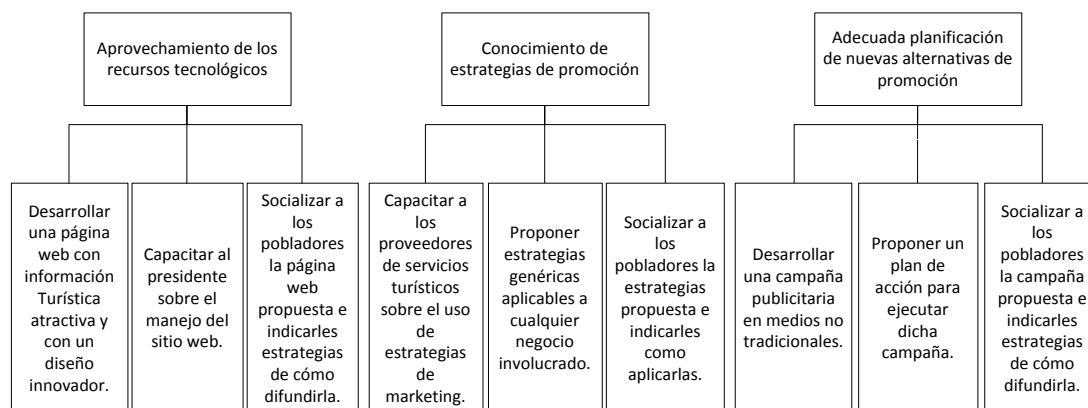 Aprovechamiento de los
recursos tecnológicos
Desarrollar
una página
web con
información
Turística
atractiva y
con un
diseño
innovador.
Capacitar al
presidente
sobre el
manejo del
sitio web.
Socializar a
los
pobladores
la página
web
propuesta e
indicarles
estrategias
de cómo
difundirla.
Conocimiento de
estrategias de promoción
Capacitar a
los
proveedores
de servicios
turísticos
sobre el uso
de
estrategias
de
marketing.
Proponer
estrategias
genéricas
aplicables a
cualquier
negocio
involucrado.
Socializar a
los
pobladores la
estrategias
propuesta e
indicarles
como
aplicarlas.
Adecuada planificación
de nuevas alternativas de
promoción
Desarrollar
una campaña
publicitaria
en medios no
tradicionales.
Proponer un
plan de
acción para
ejecutar
dicha
campaña.
Socializar a
los
pobladores
la campaña
propuesta e
indicarles
estrategias
de cómo
difundirla.